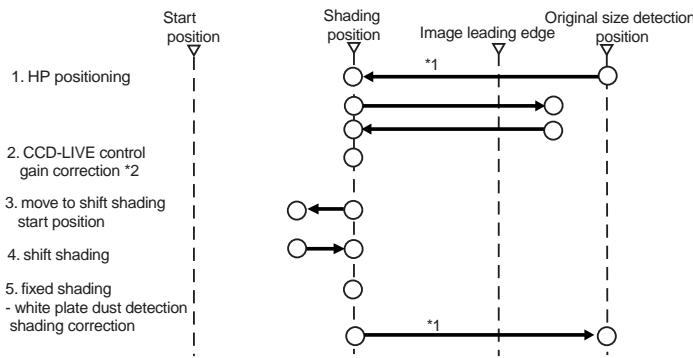 Start
position
Shading
position
Image leading edge
Original size detection
position
1. HP positioning
*1
2. CCD-LIVE control
gain correction *2
3. move to shift shading
start position
4. shift shading
5. fixed shading
- white plate dust detection
shading correction
*1